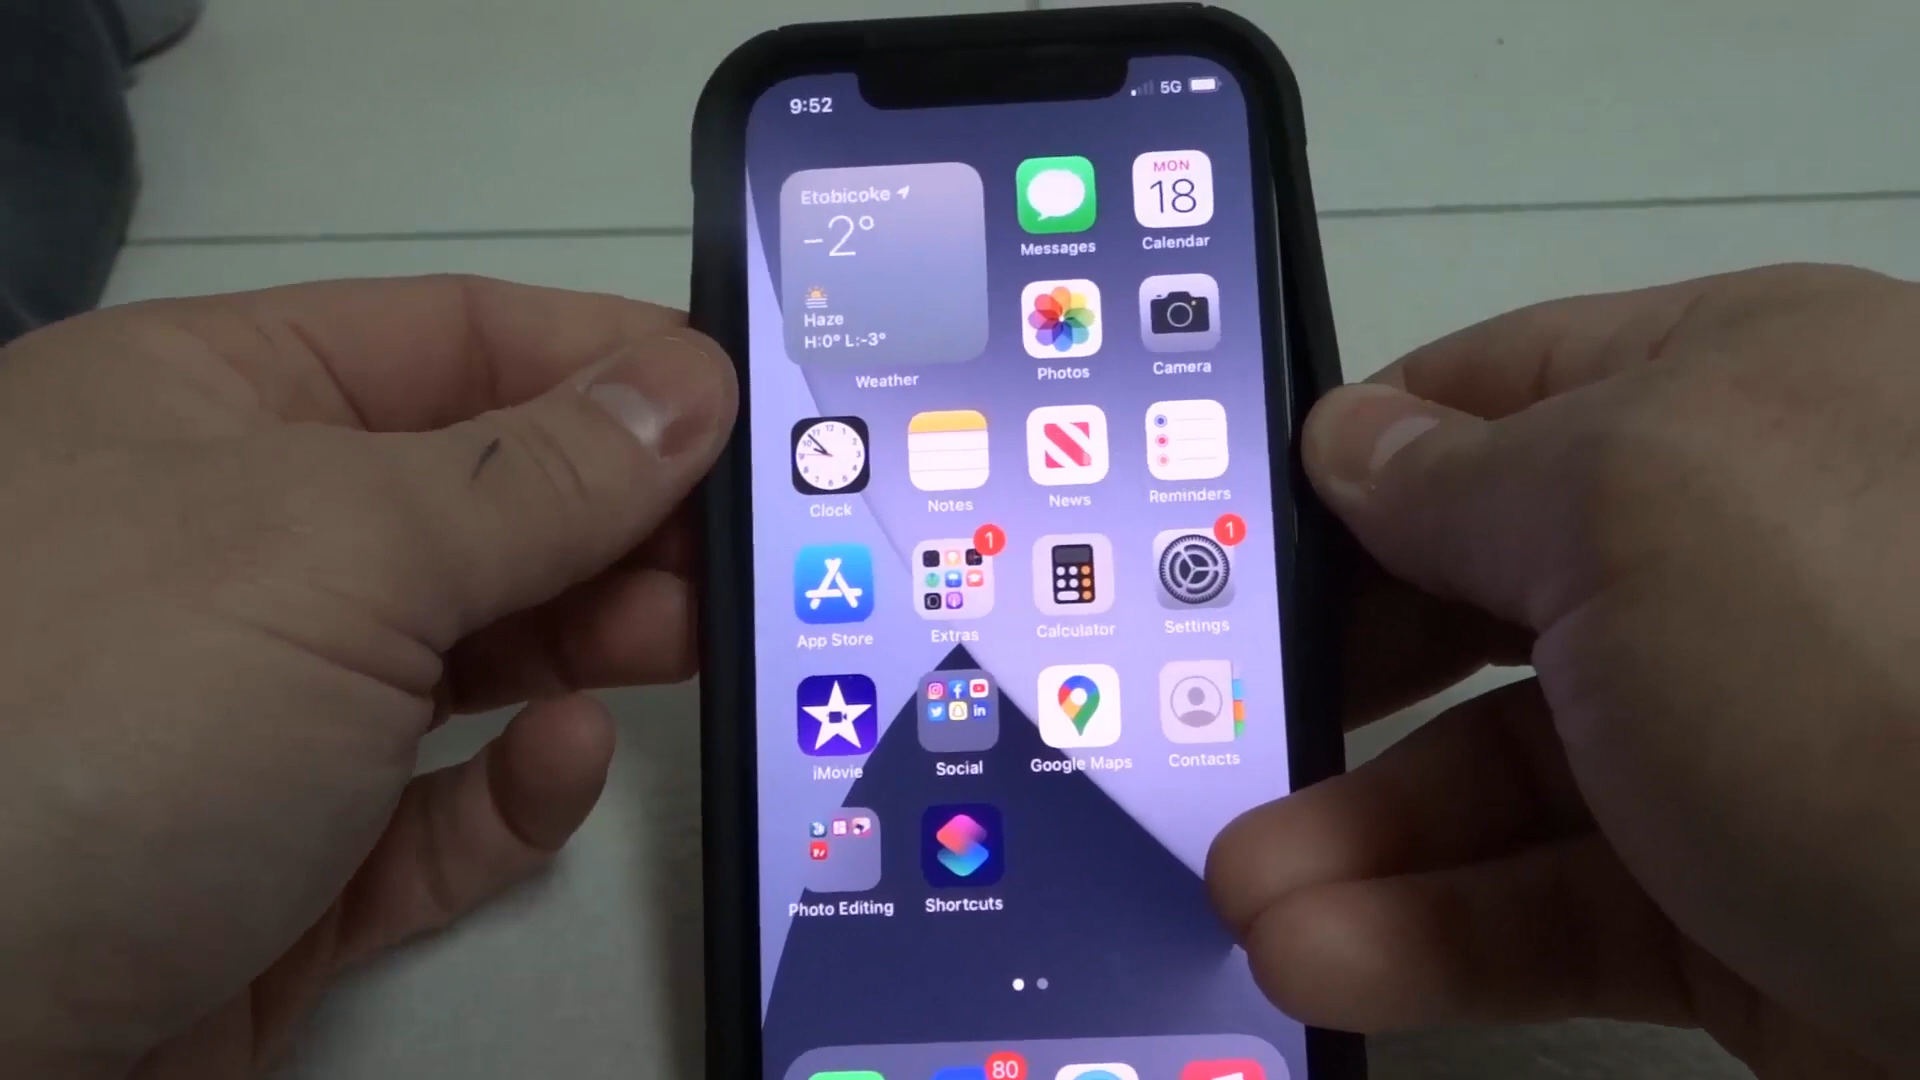 9:52
5G
Etobicoke
-2°
Haze
H:0° L:-3°
Weather
Messages
MON
18
Calendar
Photos
Camera
Clock
Notes
News
Reminders
App Store
1
Extras
Calculator
1
Settings
iMovie
Social
Google Maps
Contacts
Photo Editing
Shortcuts
80